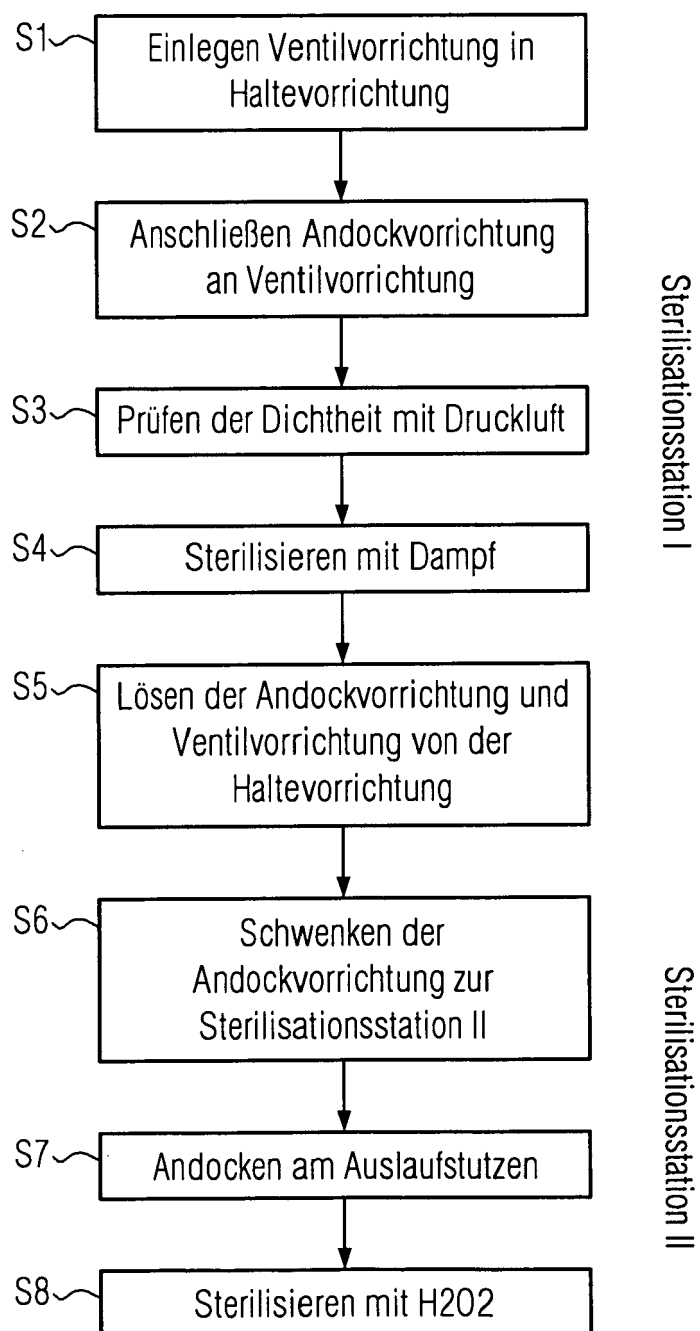 S1
Einlegen Ventilvorrichtung in
Haltevorrichtung
S2
Anschließen Andockvorrichtung
an Ventilvorrichtung
S3
Prüfen der Dichtheit mit Druckluft
S4
Sterilisieren mit Dampf
S5
Lösen der Andockvorrichtung und
Ventilvorrichtung von der
Haltevorrichtung
Sterilisationsstation I
S6
Schwenken der
Andockvorrichtung zur
Sterilisationsstation II
S7
Andocken am Auslaufstutzen
S8
Sterilisieren mit H2O2
Sterilisationsstation II